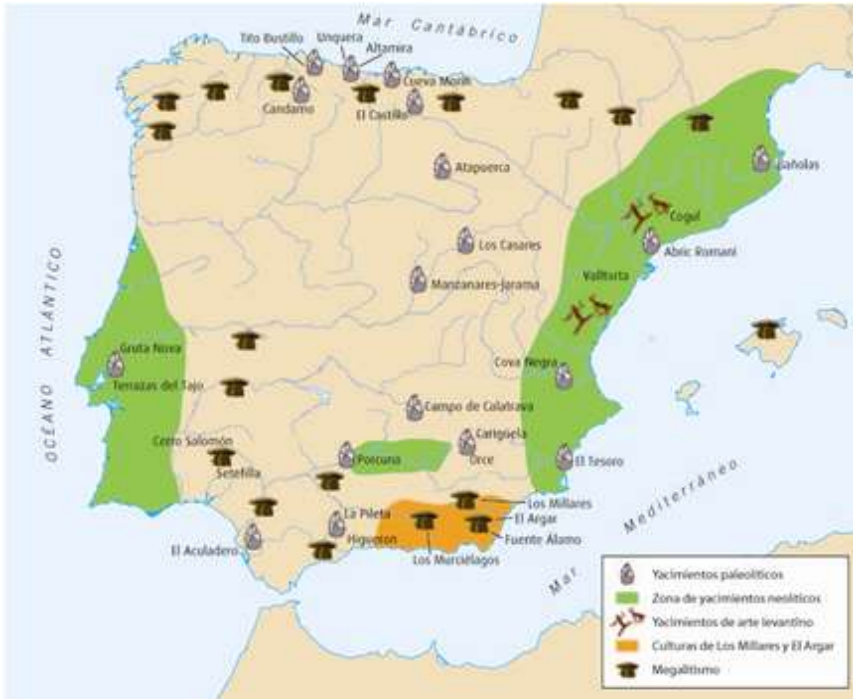 Mar Cantábrico
Tito Bustillo
Unquera
Altamira
Cueva Morín
Candamo
El Castillo
Atapuerca
Bañolas
Cogul
Los Casares
Abric Romaní
Manzanares-Jarama
Valltorta
OCÉANO ATLÁNTICO
Gruta Nova
Terrazas del Tajo
Cova Negra
Campo de Calatrava
Cerro Salomón
Setefilla
Porcuna
Carigüela
Orce
El Tesoro
Mar Mediterráneo
Los Millares
El Argar
Fuente Álamo
La Pileta
Higuerón
El Aculadero
Los Murciélagos
Yacimientos paleolíticos
Zona de yacimientos neolíticos
Yacimientos de arte levantino
Culturas de Los Millares y El Argar
Megalitismo